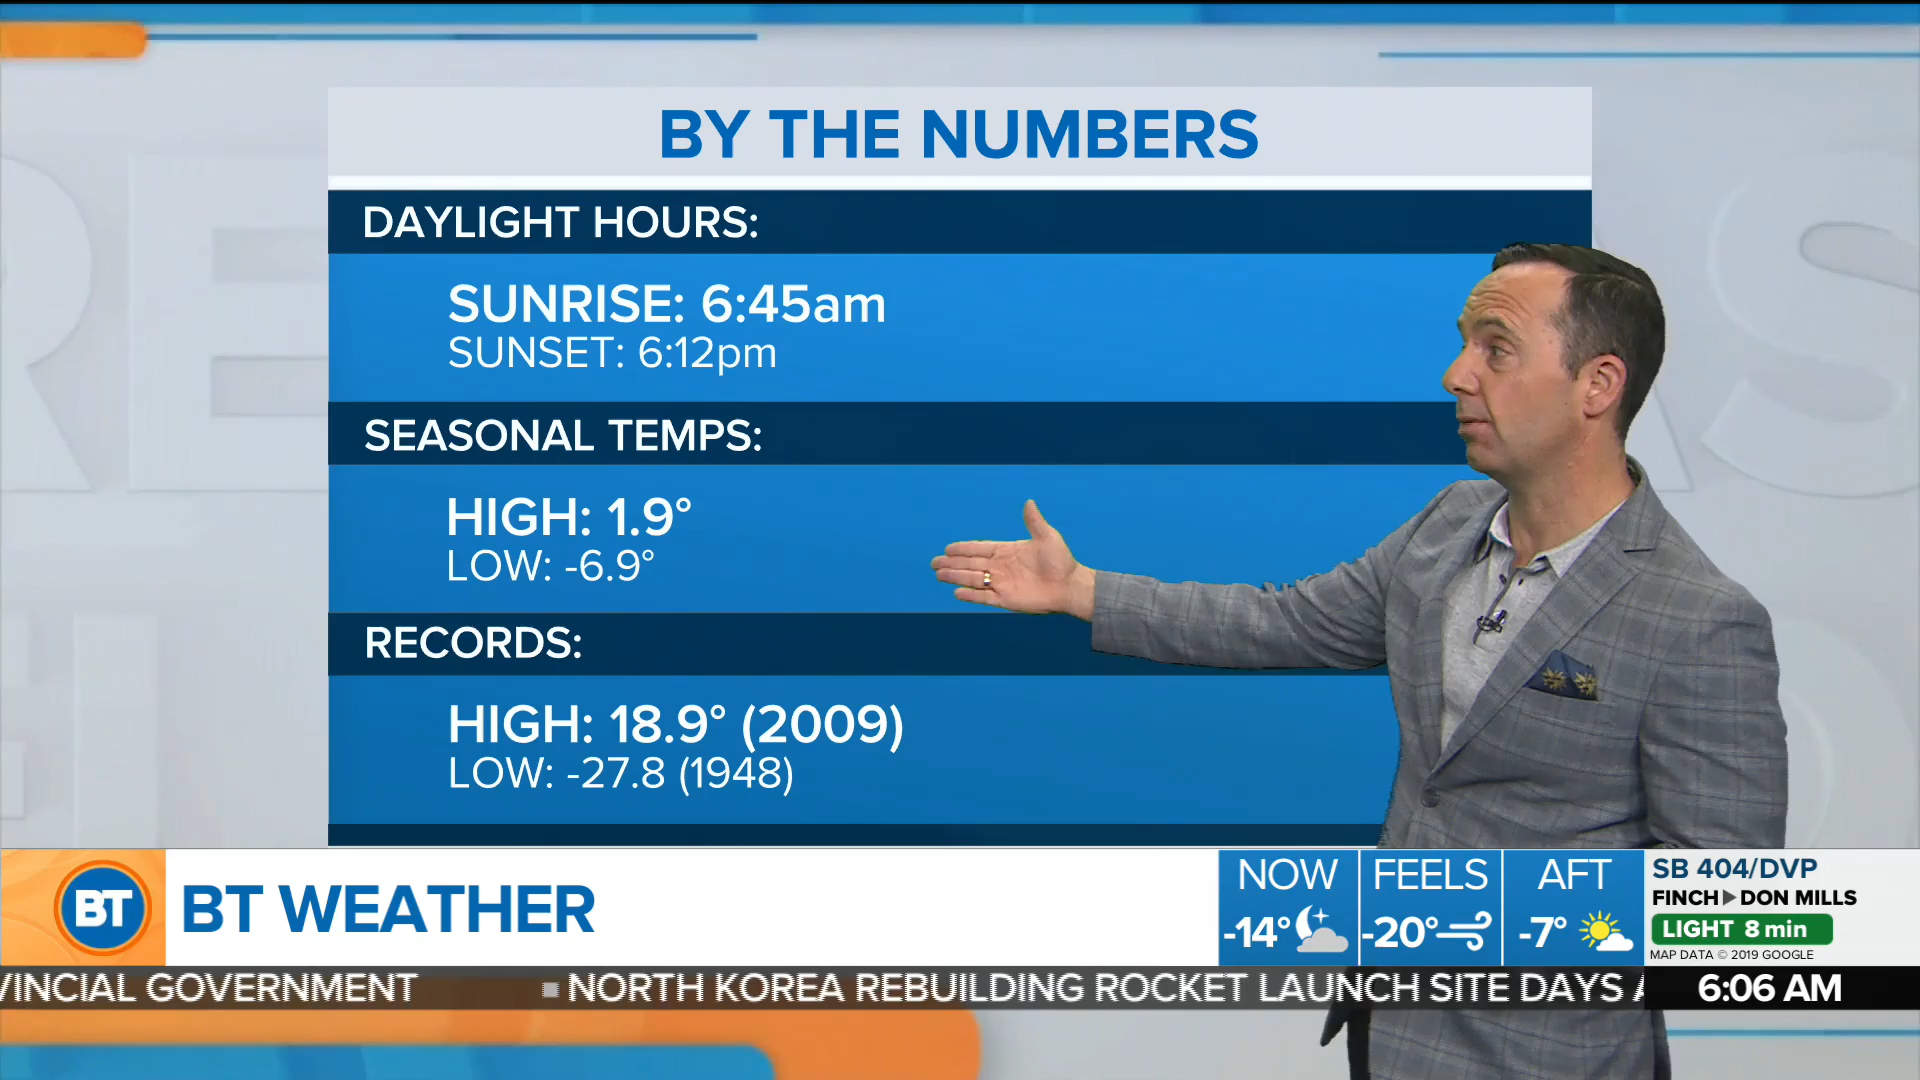 BY THE NUMBERS
DAYLIGHT HOURS:
SUNRISE: 6:45am
SUNSET: 6:12pm
SEASONAL TEMPS:
HIGH: 1.9°
LOW: -6.9°
RECORDS:
HIGH: 18.9° (2009)
LOW: -27.8 (1948)
BT
BT WEATHER
NOW
-14°
FEELS
-20°
AFT
-7°
SB 404/DVP
FINCH▶DON MILLS
LIGHT 8 min
MAP DATA © 2019 GOOGLE
VINCIAL GOVERNMENT ■ NORTH KOREA REBUILDING ROCKET LAUNCH SITE DAYS
6:06 AM